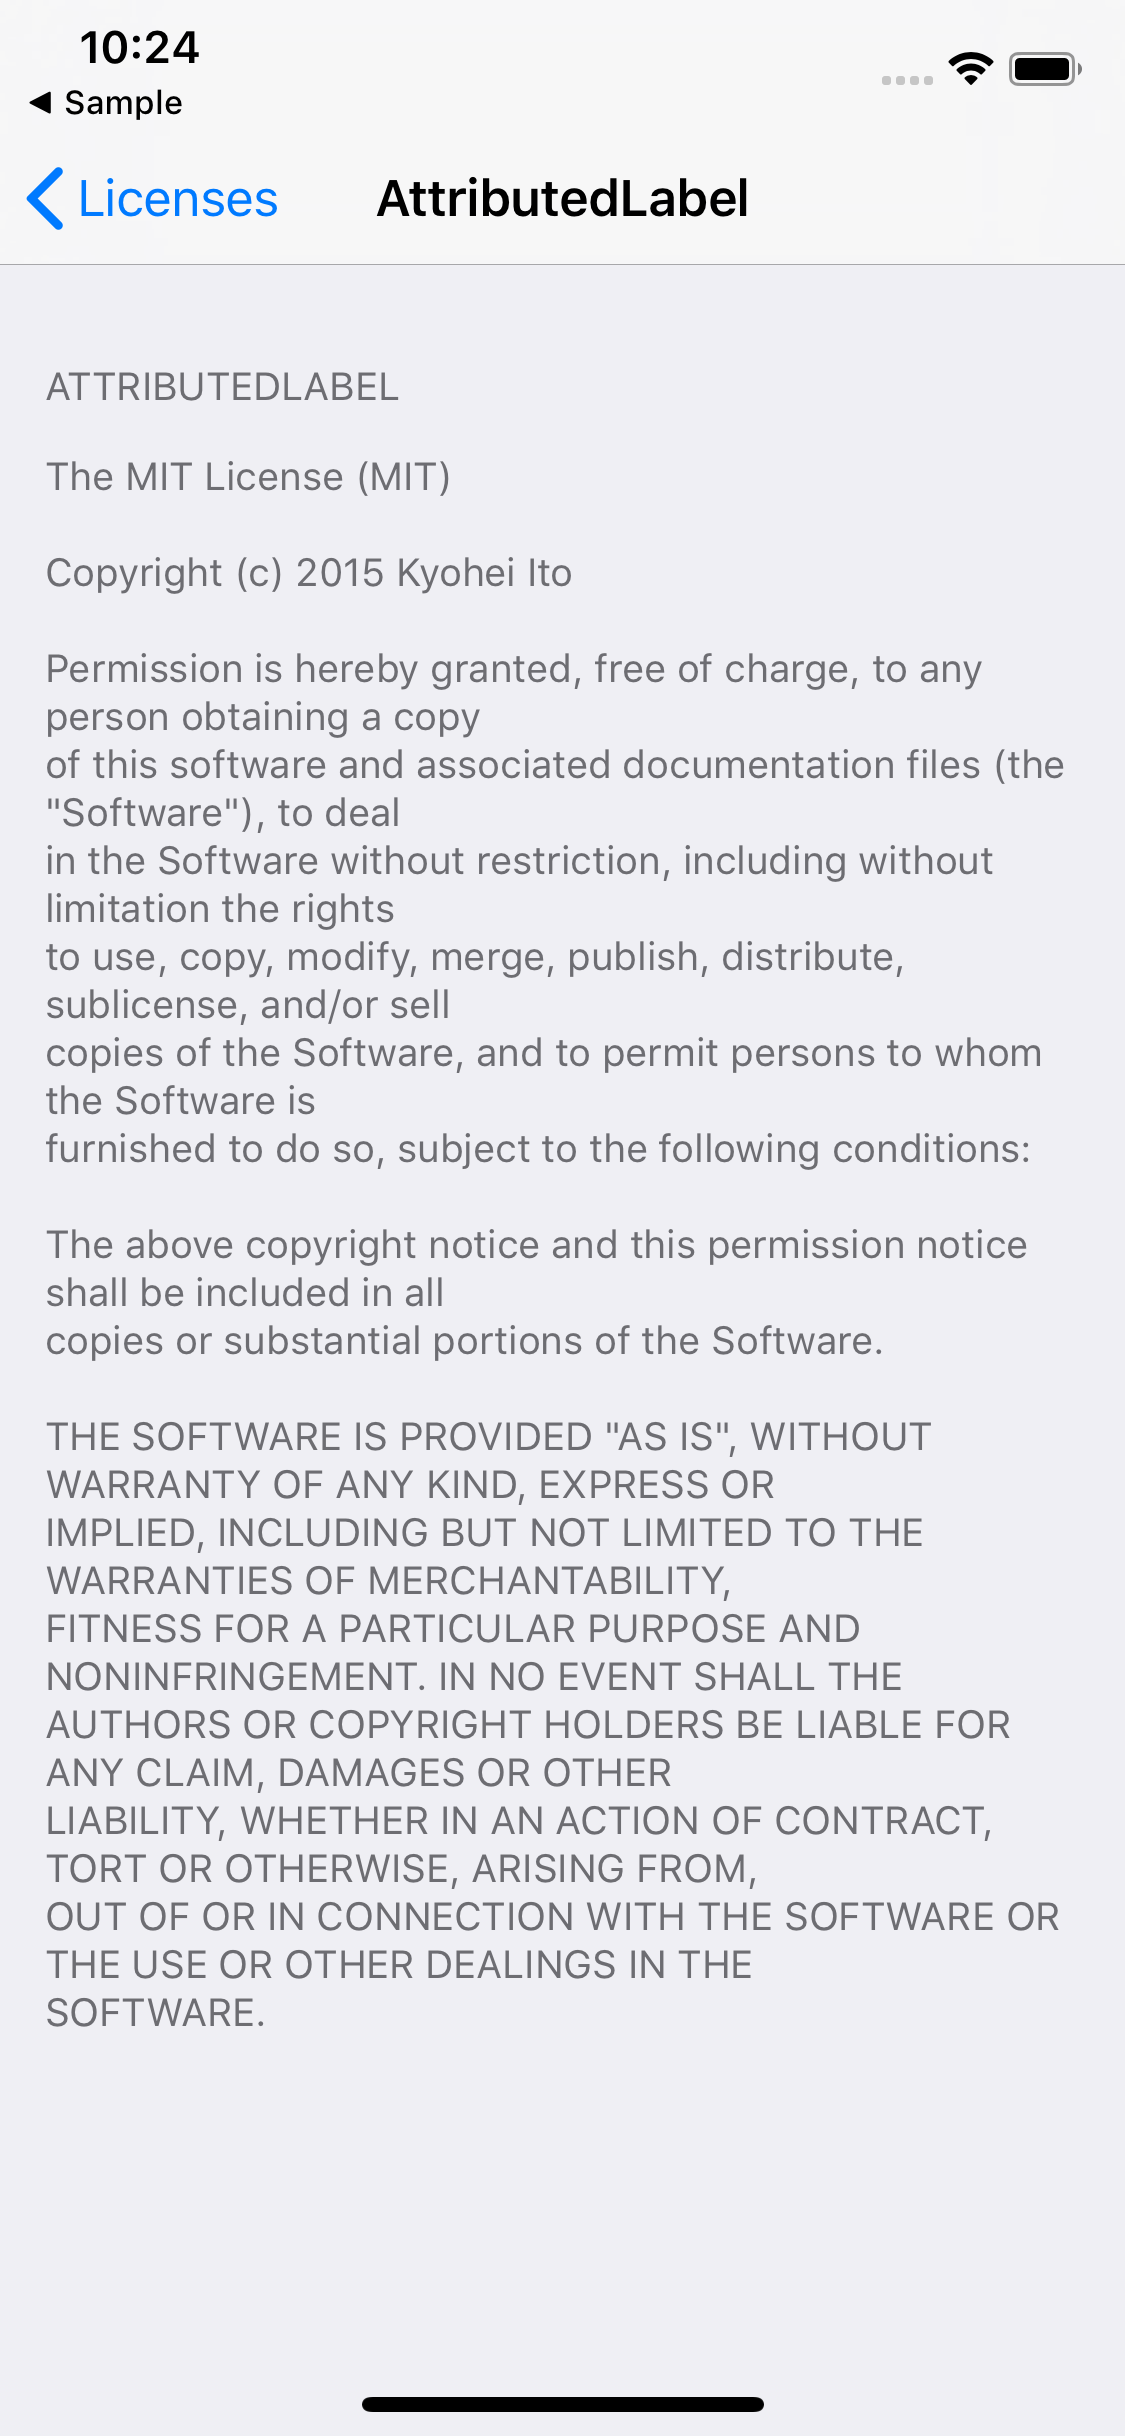 10:24
◀ Sample
Licenses
AttributedLabel
ATTRIBUTEDLABEL
The MIT License (MIT)
Copyright (c) 2015 Kyohei Ito
Permission is hereby granted, free of charge, to any
person obtaining a copy
of this software and associated documentation files (the
"Software"), to deal
in the Software without restriction, including without
limitation the rights
to use, copy, modify, merge, publish, distribute,
sublicense, and/or sell
copies of the Software, and to permit persons to whom
the Software is
furnished to do so, subject to the following conditions:
The above copyright notice and this permission notice
shall be included in all
copies or substantial portions of the Software.
THE SOFTWARE IS PROVIDED "AS IS", WITHOUT
WARRANTY OF ANY KIND, EXPRESS OR
IMPLIED, INCLUDING BUT NOT LIMITED TO THE
WARRANTIES OF MERCHANTABILITY,
FITNESS FOR A PARTICULAR PURPOSE AND
NONINFRINGEMENT. IN NO EVENT SHALL THE
AUTHORS OR COPYRIGHT HOLDERS BE LIABLE FOR
ANY CLAIM, DAMAGES OR OTHER
LIABILITY, WHETHER IN AN ACTION OF CONTRACT,
TORT OR OTHERWISE, ARISING FROM,
OUT OF OR IN CONNECTION WITH THE SOFTWARE OR
THE USE OR OTHER DEALINGS IN THE
SOFTWARE.